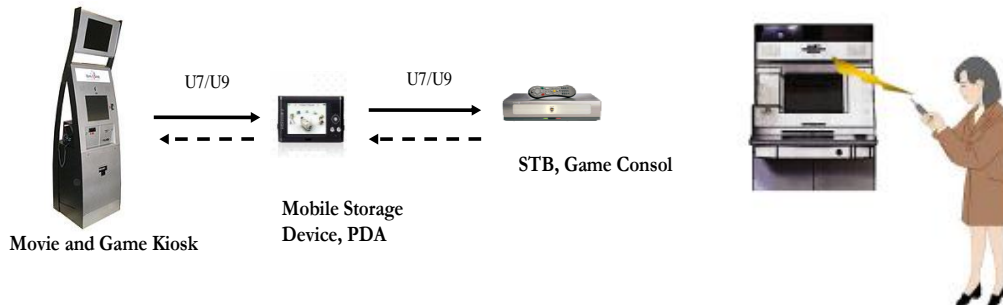 U7/U9
U7/U9
STB, Game Consol
Mobile Storage
Device, PDA
Movie and Game Kiosk